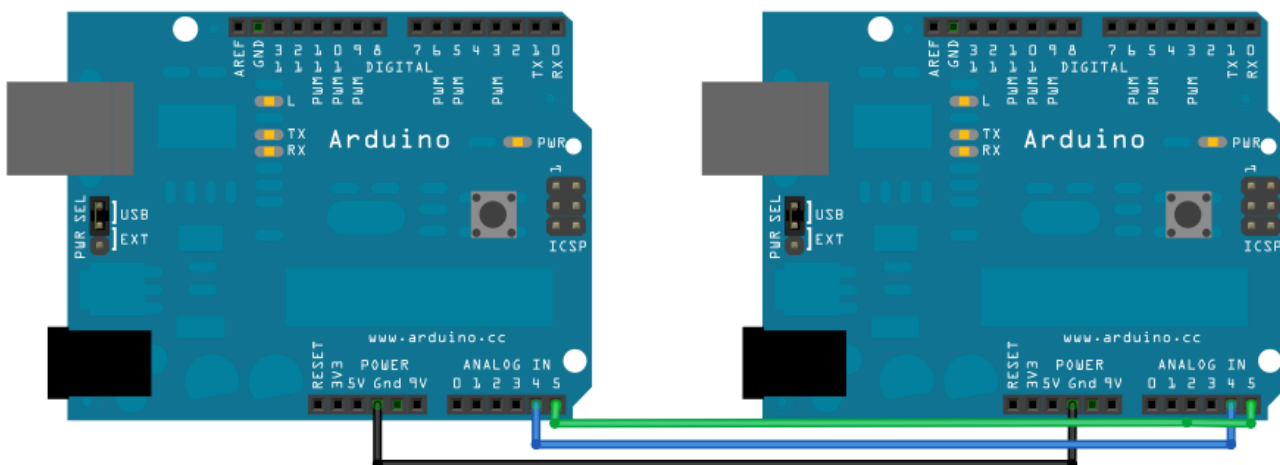 AREF GND 13 12 PWM 11 PWM 10 PWM 9 8 7 PWM 6 PWM 5 4 PWM 3 2 TX 1 RX 0
DIGITAL
L
TX
RX
Arduino
PWR
1
PWR SEL
USB
EXT
ICSP
www.arduino.cc
POWER
ANALOG IN
RESET 3V3 5V Gnd 9V 0 1 2 3 4 5
AREF GND 13 12 PWM 11 PWM 10 PWM 9 8 7 PWM 6 PWM 5 4 PWM 3 2 TX 1 RX 0
DIGITAL
L
TX
RX
Arduino
PWR
1
PWR SEL
USB
EXT
ICSP
www.arduino.cc
POWER
ANALOG IN
RESET 3V3 5V Gnd 9V 0 1 2 3 4 5